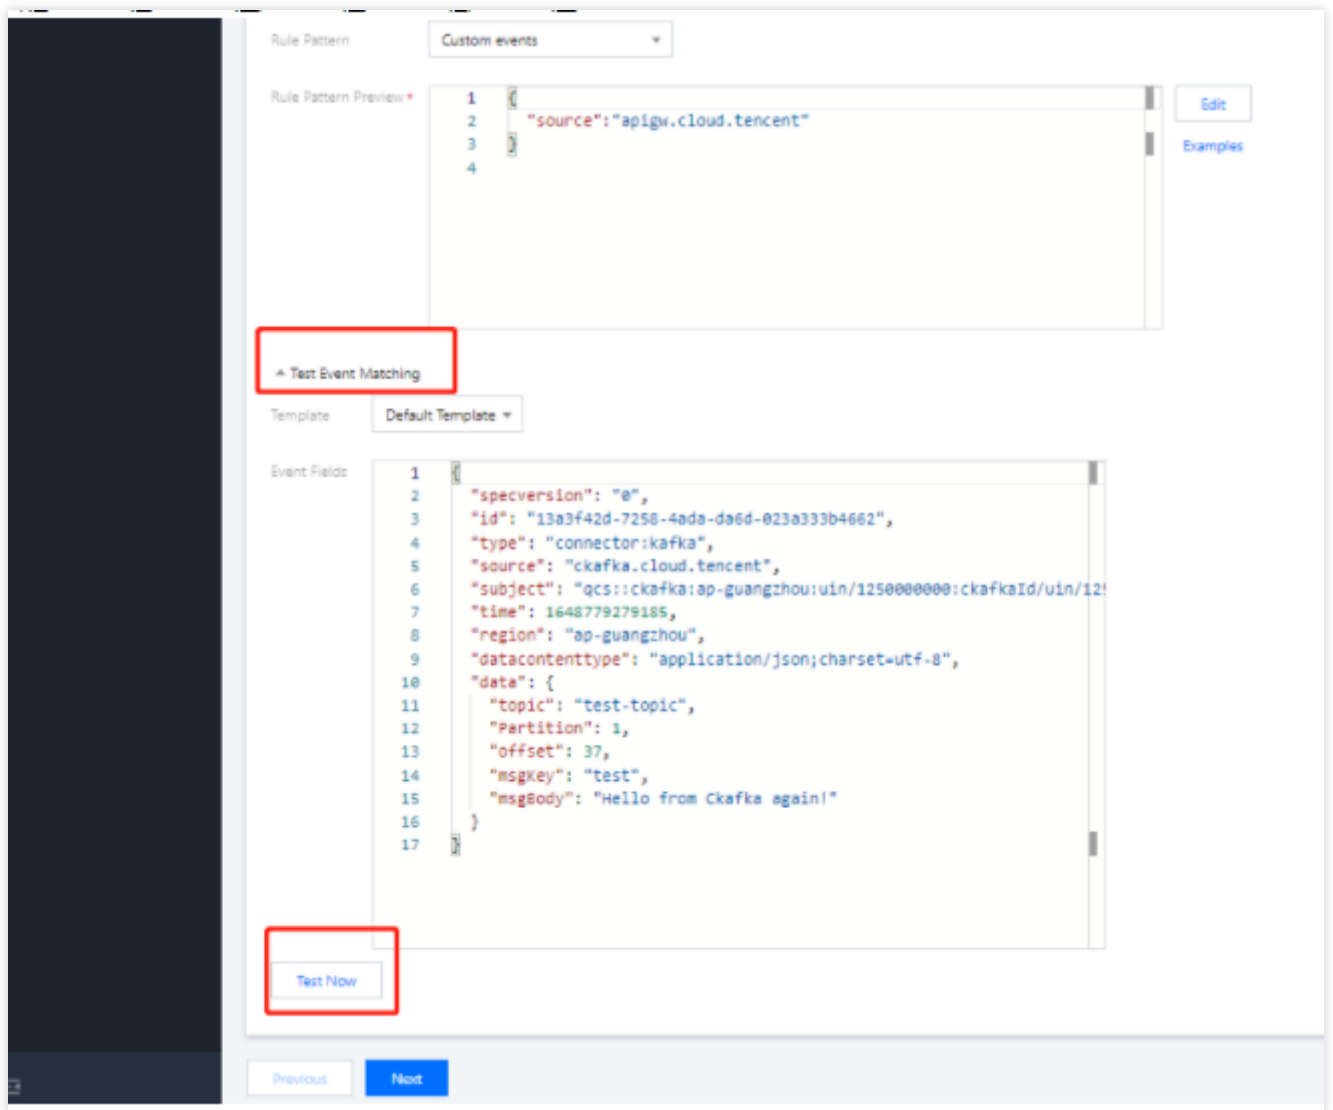 Rule Pattern Custom events
Rule Pattern Preview * 1 {
Edit
2 "source":"apigw.cloud.tencent"
3 }
Examples
4
Test Event Matching
Template Default Template
Event Fields 1 {
2 "specversion": "0",
3 "id": "13a3f42d-7258-4ada-da6d-023a333b4662",
4 "type": "connector:kafka",
5 "source": "ckafka.cloud.tencent",
6 "subject": "qcs::ckafka:ap-guangzhou:uin/1250000000:ckafkaId/uin/125
7 "time": 1648779279185,
8 "region": "ap-guangzhou",
9 "datacontenttype": "application/json;charset=utf-8",
10 "data": {
11 "topic": "test-topic",
12 "Partition": 1,
13 "offset": 37,
14 "msgKey": "test",
15 "msgBody": "Hello from Ckafka again!"
16 }
17 }
Test Now
Previous Next